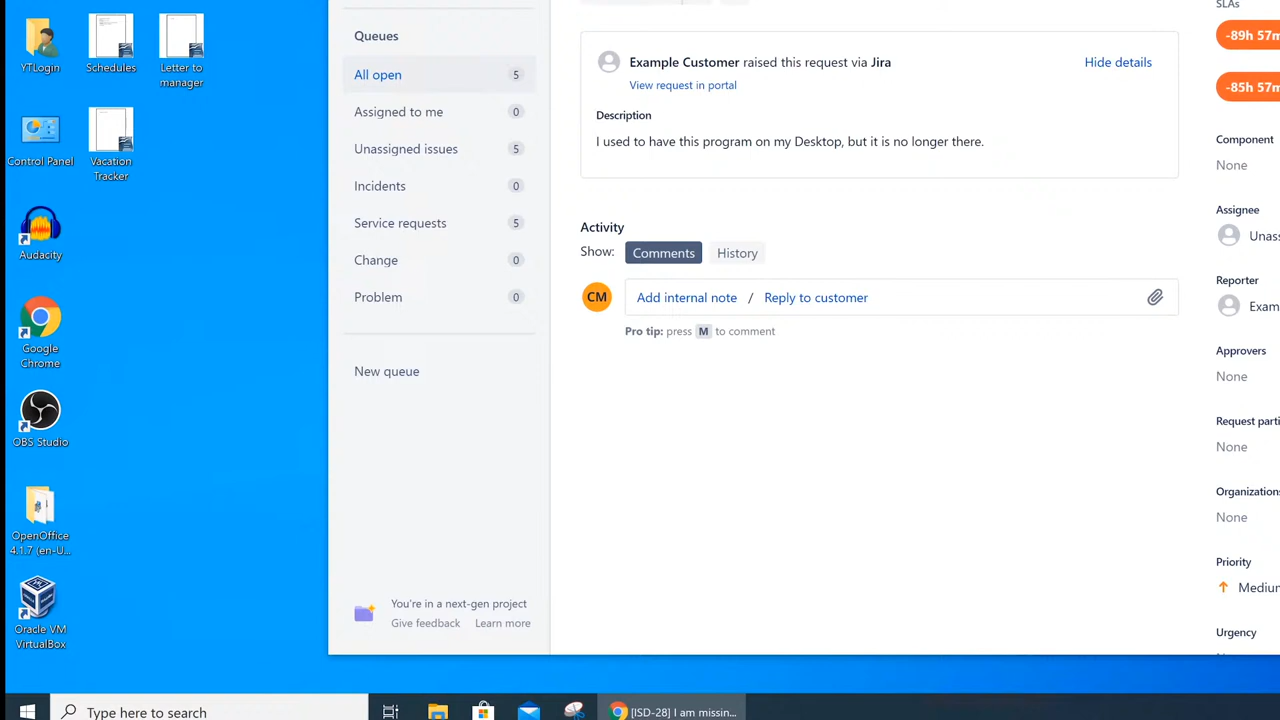 YTLogin
Schedules
Letter to
manager
Control Panel
Vacation
Tracker
Audacity
Google
Chrome
OBS Studio
OpenOffice
4.1.7 (en-U...
Oracle VM
VirtualBox
Queues
All open 5
Assigned to me 0
Unassigned issues 5
Incidents 0
Service requests 5
Change 0
Problem 0
New queue
You're in a next-gen project
Give feedback Learn more
Example Customer raised this request via Jira
Hide details
View request in portal
Description
I used to have this program on my Desktop, but it is no longer there.
Activity
Show: Comments History
CM Add internal note / Reply to customer
Pro tip: press M to comment
SLAs
-89h 57m
-85h 57m
Component
None
Assignee
Unass
Reporter
Exam
Approvers
None
Request parti
None
Organizations
None
Priority
Medium
Urgency
Type here to search
[ISD-28] I am missin...